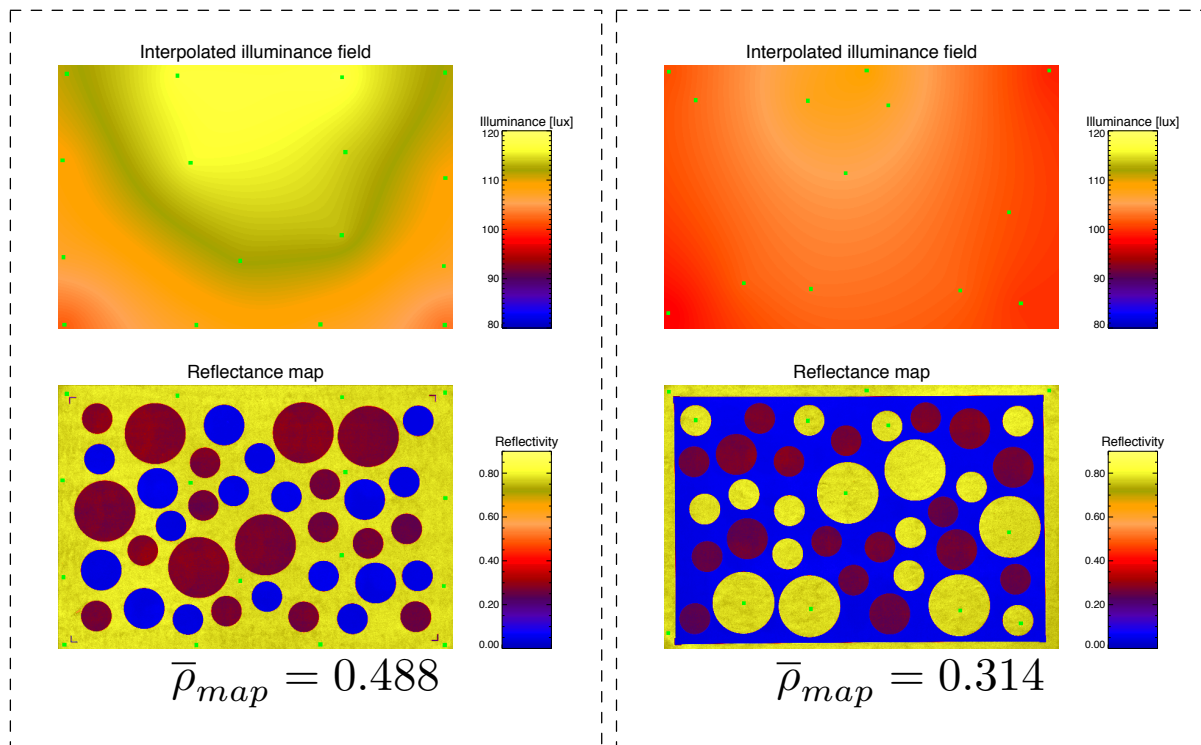 Interpolated illuminance field
Illuminance [lux]
120
110
100
90
80
Reflectance map
Reflectivity
0.80
0.60
0.40
0.20
0.00
ρ̅map = 0.488
Interpolated illuminance field
Illuminance [lux]
120
110
100
90
80
Reflectance map
Reflectivity
0.80
0.60
0.40
0.20
0.00
ρ̅map = 0.314